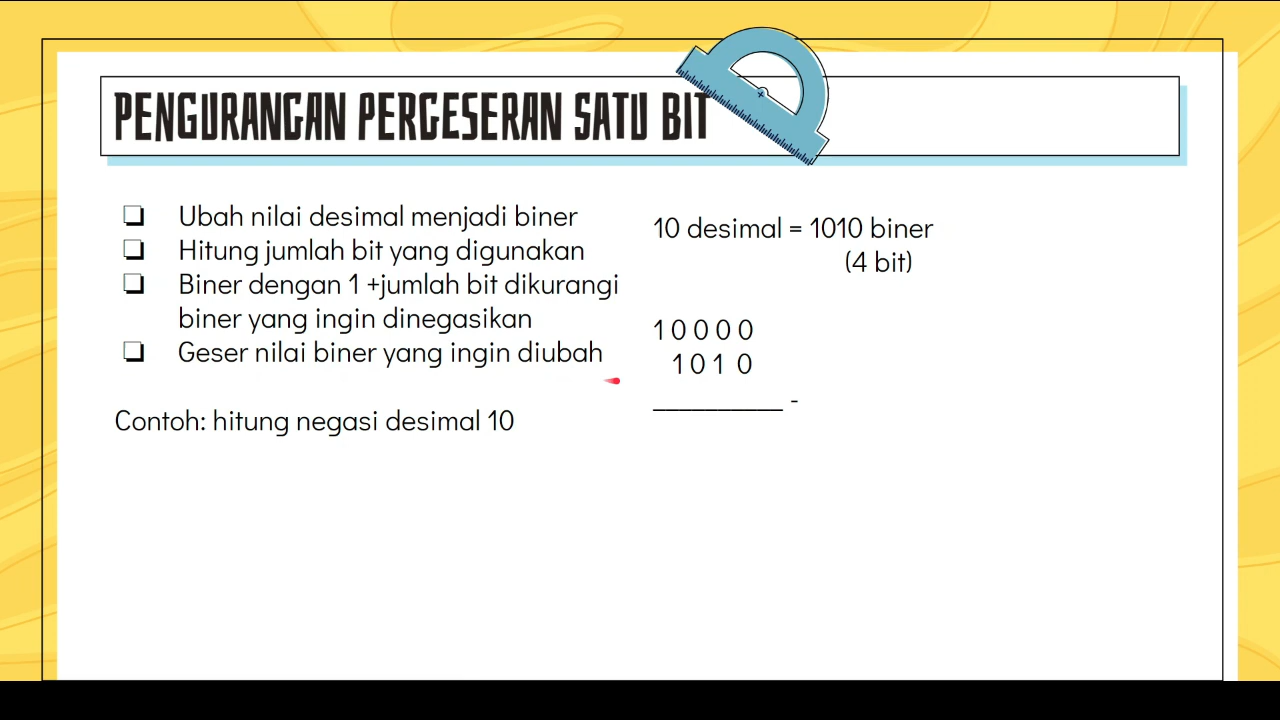 PENGURANGAN PERGESERAN SATU BIT
❏ Ubah nilai desimal menjadi biner
❏ Hitung jumlah bit yang digunakan
❏ Biner dengan 1 +jumlah bit dikurangi
biner yang ingin dinegasikan
❏ Geser nilai biner yang ingin diubah
Contoh: hitung negasi desimal 10
10 desimal = 1010 biner
(4 bit)
1 0 0 0 0
1 0 1 0
__________ -